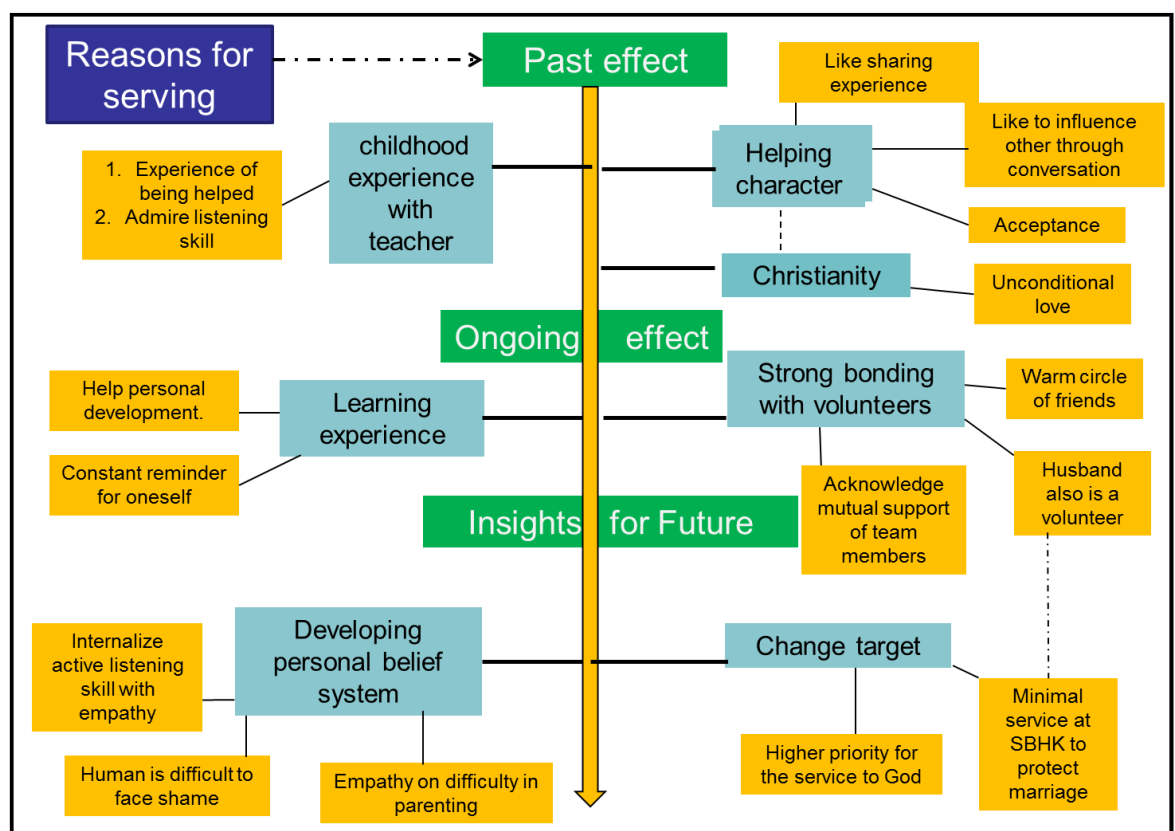 Reasons for
serving
Past effect
Like sharing
experience
Like to influence
other through
conversation
childhood
experience
with
teacher
1. Experience of
being helped
2. Admire listening
skill
Helping
character
Acceptance
Christianity
Unconditional
love
Ongoing effect
Help personal
development.
Learning
experience
Constant reminder
for oneself
Strong bonding
with volunteers
Warm circle
of friends
Acknowledge
mutual support
of team
members
Husband
also is a
volunteer
Insights for Future
Developing
personal belief
system
Internalize
active listening
skill with
empathy
Human is difficult to
face shame
Empathy on difficulty in
parenting
Change target
Higher priority for
the service to God
Minimal
service at
SBHK to
protect
marriage